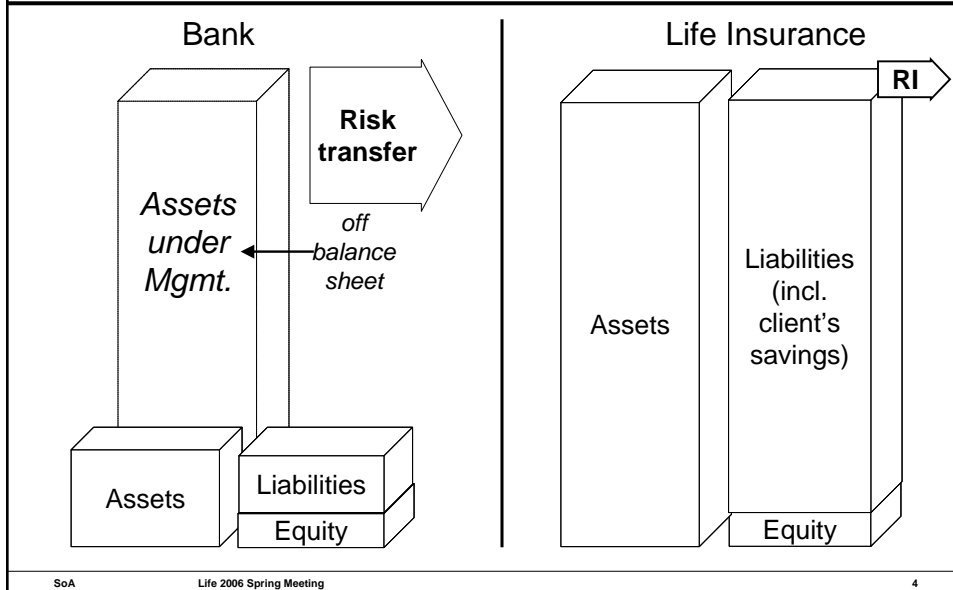 Bank
Risk
transfer
Assets
under
Mgmt.
off
balance
sheet
Assets
Liabilities
Equity
Life Insurance
RI
Assets
Liabilities
(incl.
client's
savings)
Equity
SoA Life 2006 Spring Meeting 4